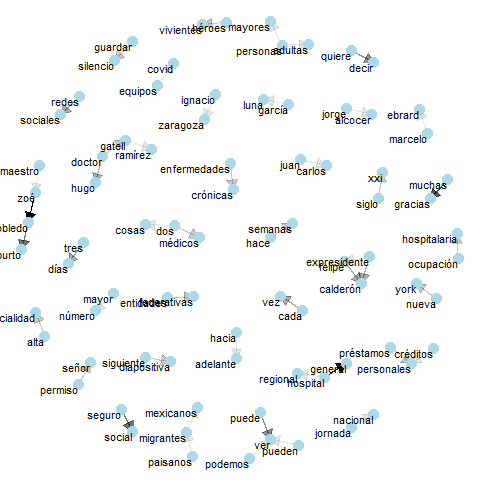 vivientes
héroes
mayores
guardar
personas
adultas
quiere
silencio
covid
decir
equipos
redes
ignacio
luna
garcía
jorge
ebrard
sociales
zaragoza
alcocer
marcelo
gatell
ramírez
maestro
doctor
enfermedades
juan
carlos
xxi
muchas
zoé
hugo
crónicas
siglo
gracias
obledo
cosas
dos
semanas
médicos
hace
hospitalaria
urto
tres
días
expresidente
felipe
ocupación
calderón
mayor
entidades
federativas
vez
york
número
cada
nueva
cialidad
alta
hacia
préstamos
créditos
señor
siguiente
diapositiva
adelante
general
personales
permiso
regional
hospital
seguro
mexicanos
puede
nacional
social
migrantes
ver
jornada
paisanos
podemos
pueden